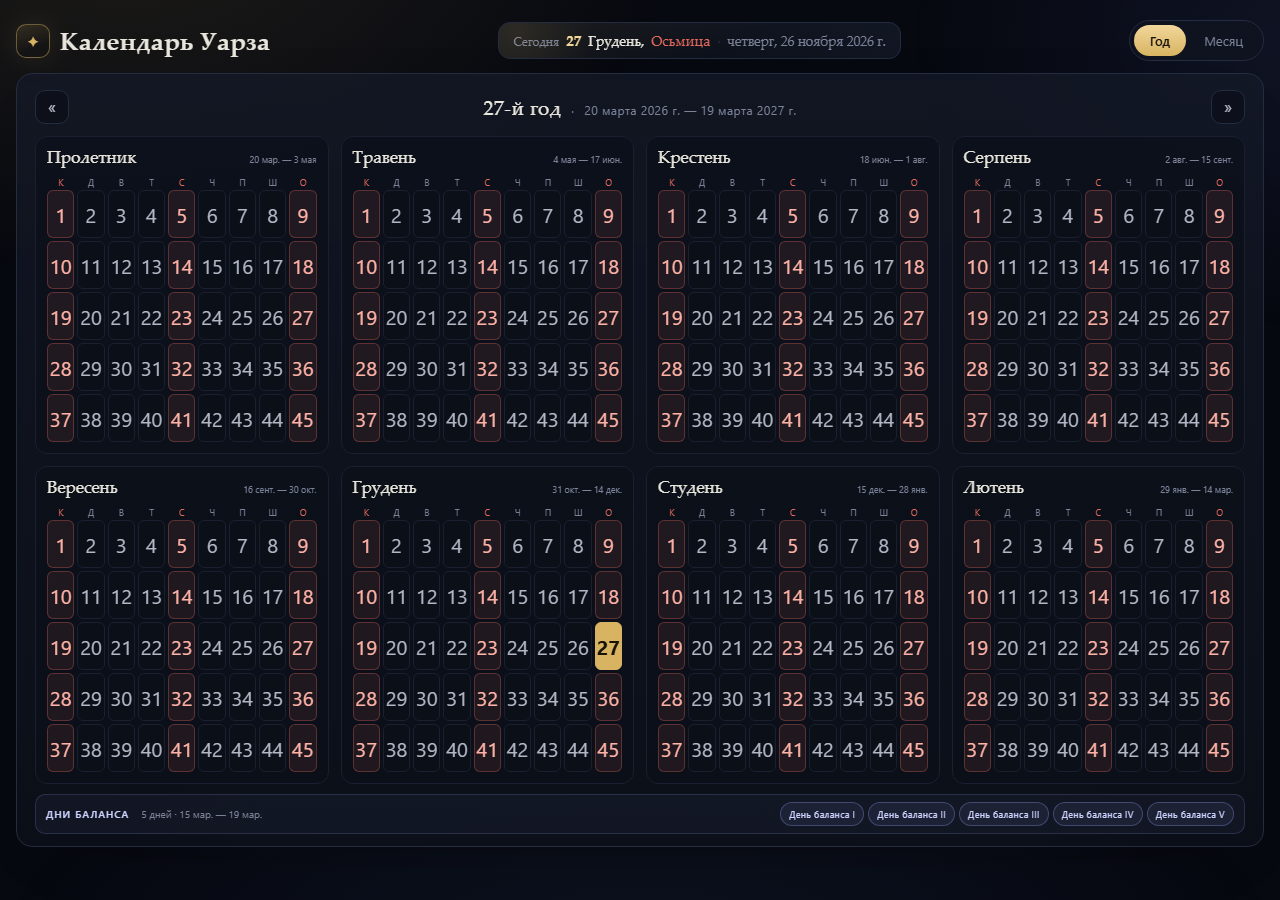 ✦ Календарь Уарза
Сегодня 27 Грудень, Осьмица · четверг, 26 ноября 2026 г.
Год Месяц
« 27-й год · 20 марта 2026 г. — 19 марта 2027 г. »
Пролетник 20 мар. — 3 мая
К Д В Т С Ч П Ш О
1 2 3 4 5 6 7 8 9
10 11 12 13 14 15 16 17 18
19 20 21 22 23 24 25 26 27
28 29 30 31 32 33 34 35 36
37 38 39 40 41 42 43 44 45
Травень 4 мая — 17 июн.
К Д В Т С Ч П Ш О
1 2 3 4 5 6 7 8 9
10 11 12 13 14 15 16 17 18
19 20 21 22 23 24 25 26 27
28 29 30 31 32 33 34 35 36
37 38 39 40 41 42 43 44 45
Крестень 18 июн. — 1 авг.
К Д В Т С Ч П Ш О
1 2 3 4 5 6 7 8 9
10 11 12 13 14 15 16 17 18
19 20 21 22 23 24 25 26 27
28 29 30 31 32 33 34 35 36
37 38 39 40 41 42 43 44 45
Серпень 2 авг. — 15 сент.
К Д В Т С Ч П Ш О
1 2 3 4 5 6 7 8 9
10 11 12 13 14 15 16 17 18
19 20 21 22 23 24 25 26 27
28 29 30 31 32 33 34 35 36
37 38 39 40 41 42 43 44 45
Вересень 16 сент. — 30 окт.
К Д В Т С Ч П Ш О
1 2 3 4 5 6 7 8 9
10 11 12 13 14 15 16 17 18
19 20 21 22 23 24 25 26 27
28 29 30 31 32 33 34 35 36
37 38 39 40 41 42 43 44 45
Грудень 31 окт. — 14 дек.
К Д В Т С Ч П Ш О
1 2 3 4 5 6 7 8 9
10 11 12 13 14 15 16 17 18
19 20 21 22 23 24 25 26 27
28 29 30 31 32 33 34 35 36
37 38 39 40 41 42 43 44 45
Студень 15 дек. — 28 янв.
К Д В Т С Ч П Ш О
1 2 3 4 5 6 7 8 9
10 11 12 13 14 15 16 17 18
19 20 21 22 23 24 25 26 27
28 29 30 31 32 33 34 35 36
37 38 39 40 41 42 43 44 45
Лютень 29 янв. — 14 мар.
К Д В Т С Ч П Ш О
1 2 3 4 5 6 7 8 9
10 11 12 13 14 15 16 17 18
19 20 21 22 23 24 25 26 27
28 29 30 31 32 33 34 35 36
37 38 39 40 41 42 43 44 45
ДНИ БАЛАНСА 5 дней · 15 мар. — 19 мар.
День баланса I День баланса II День баланса III День баланса IV День баланса V